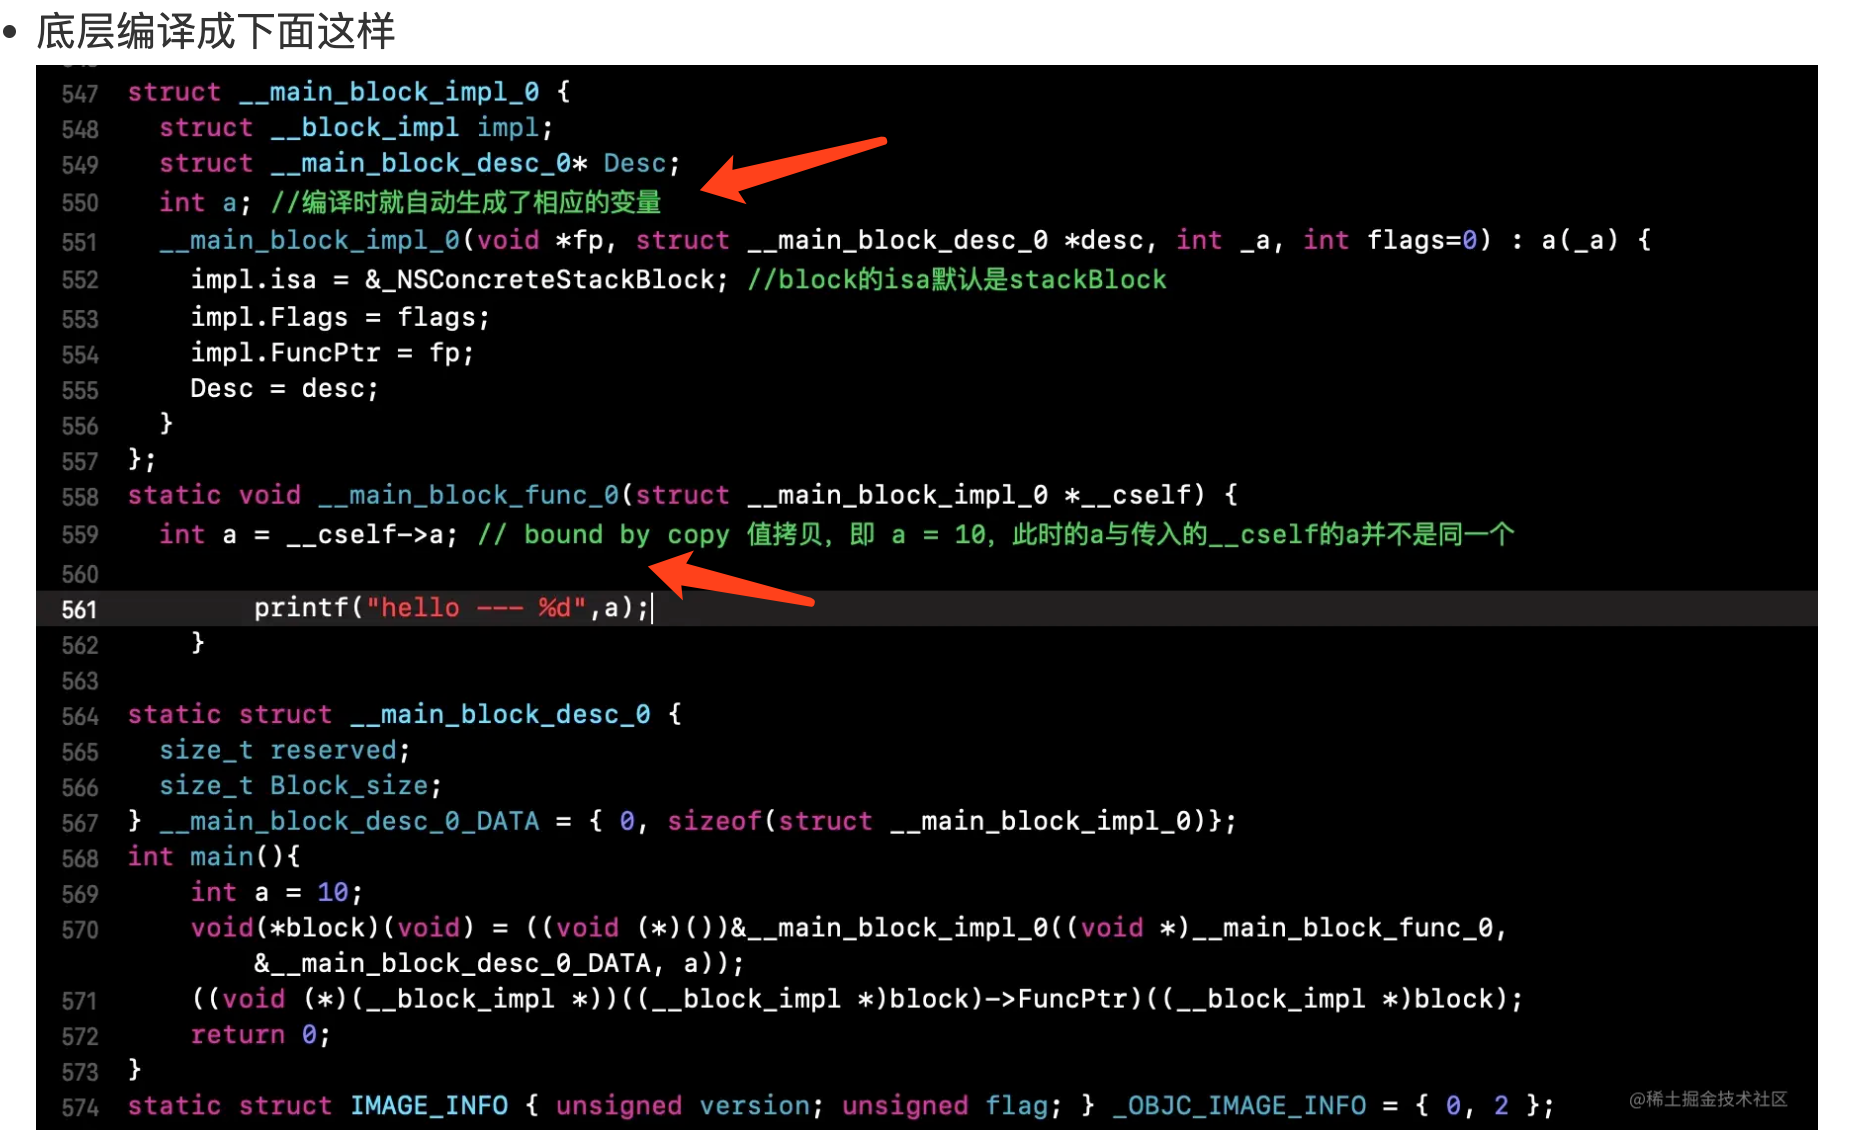 • 底层编译成下面这样
547 struct __main_block_impl_0 {
548 struct __block_impl impl;
549 struct __main_block_desc_0* Desc;
550 int a; //编译时就自动生成了相应的变量
551 __main_block_impl_0(void *fp, struct __main_block_desc_0 *desc, int _a, int flags=0) : a(_a) {
552 impl.isa = &_NSConcreteStackBlock; //block的isa默认是stackBlock
553 impl.Flags = flags;
554 impl.FuncPtr = fp;
555 Desc = desc;
556 }
557 };
558 static void __main_block_func_0(struct __main_block_impl_0 *__cself) {
559 int a = __cself->a; // bound by copy 值拷贝，即 a = 10，此时的a与传入的__cself的a并不是同一个
560
561 printf("hello --- %d",a);
562 }
563
564 static struct __main_block_desc_0 {
565 size_t reserved;
566 size_t Block_size;
567 } __main_block_desc_0_DATA = { 0, sizeof(struct __main_block_impl_0)};
568 int main(){
569 int a = 10;
570 void(*block)(void) = ((void (*)())&__main_block_impl_0((void *)__main_block_func_0,
&__main_block_desc_0_DATA, a));
571 ((void (*)(__block_impl *))((__block_impl *)block)->FuncPtr)((__block_impl *)block);
572 return 0;
573 }
574 static struct IMAGE_INFO { unsigned version; unsigned flag; } _OBJC_IMAGE_INFO = { 0, 2 };
@稀土掘金技术社区